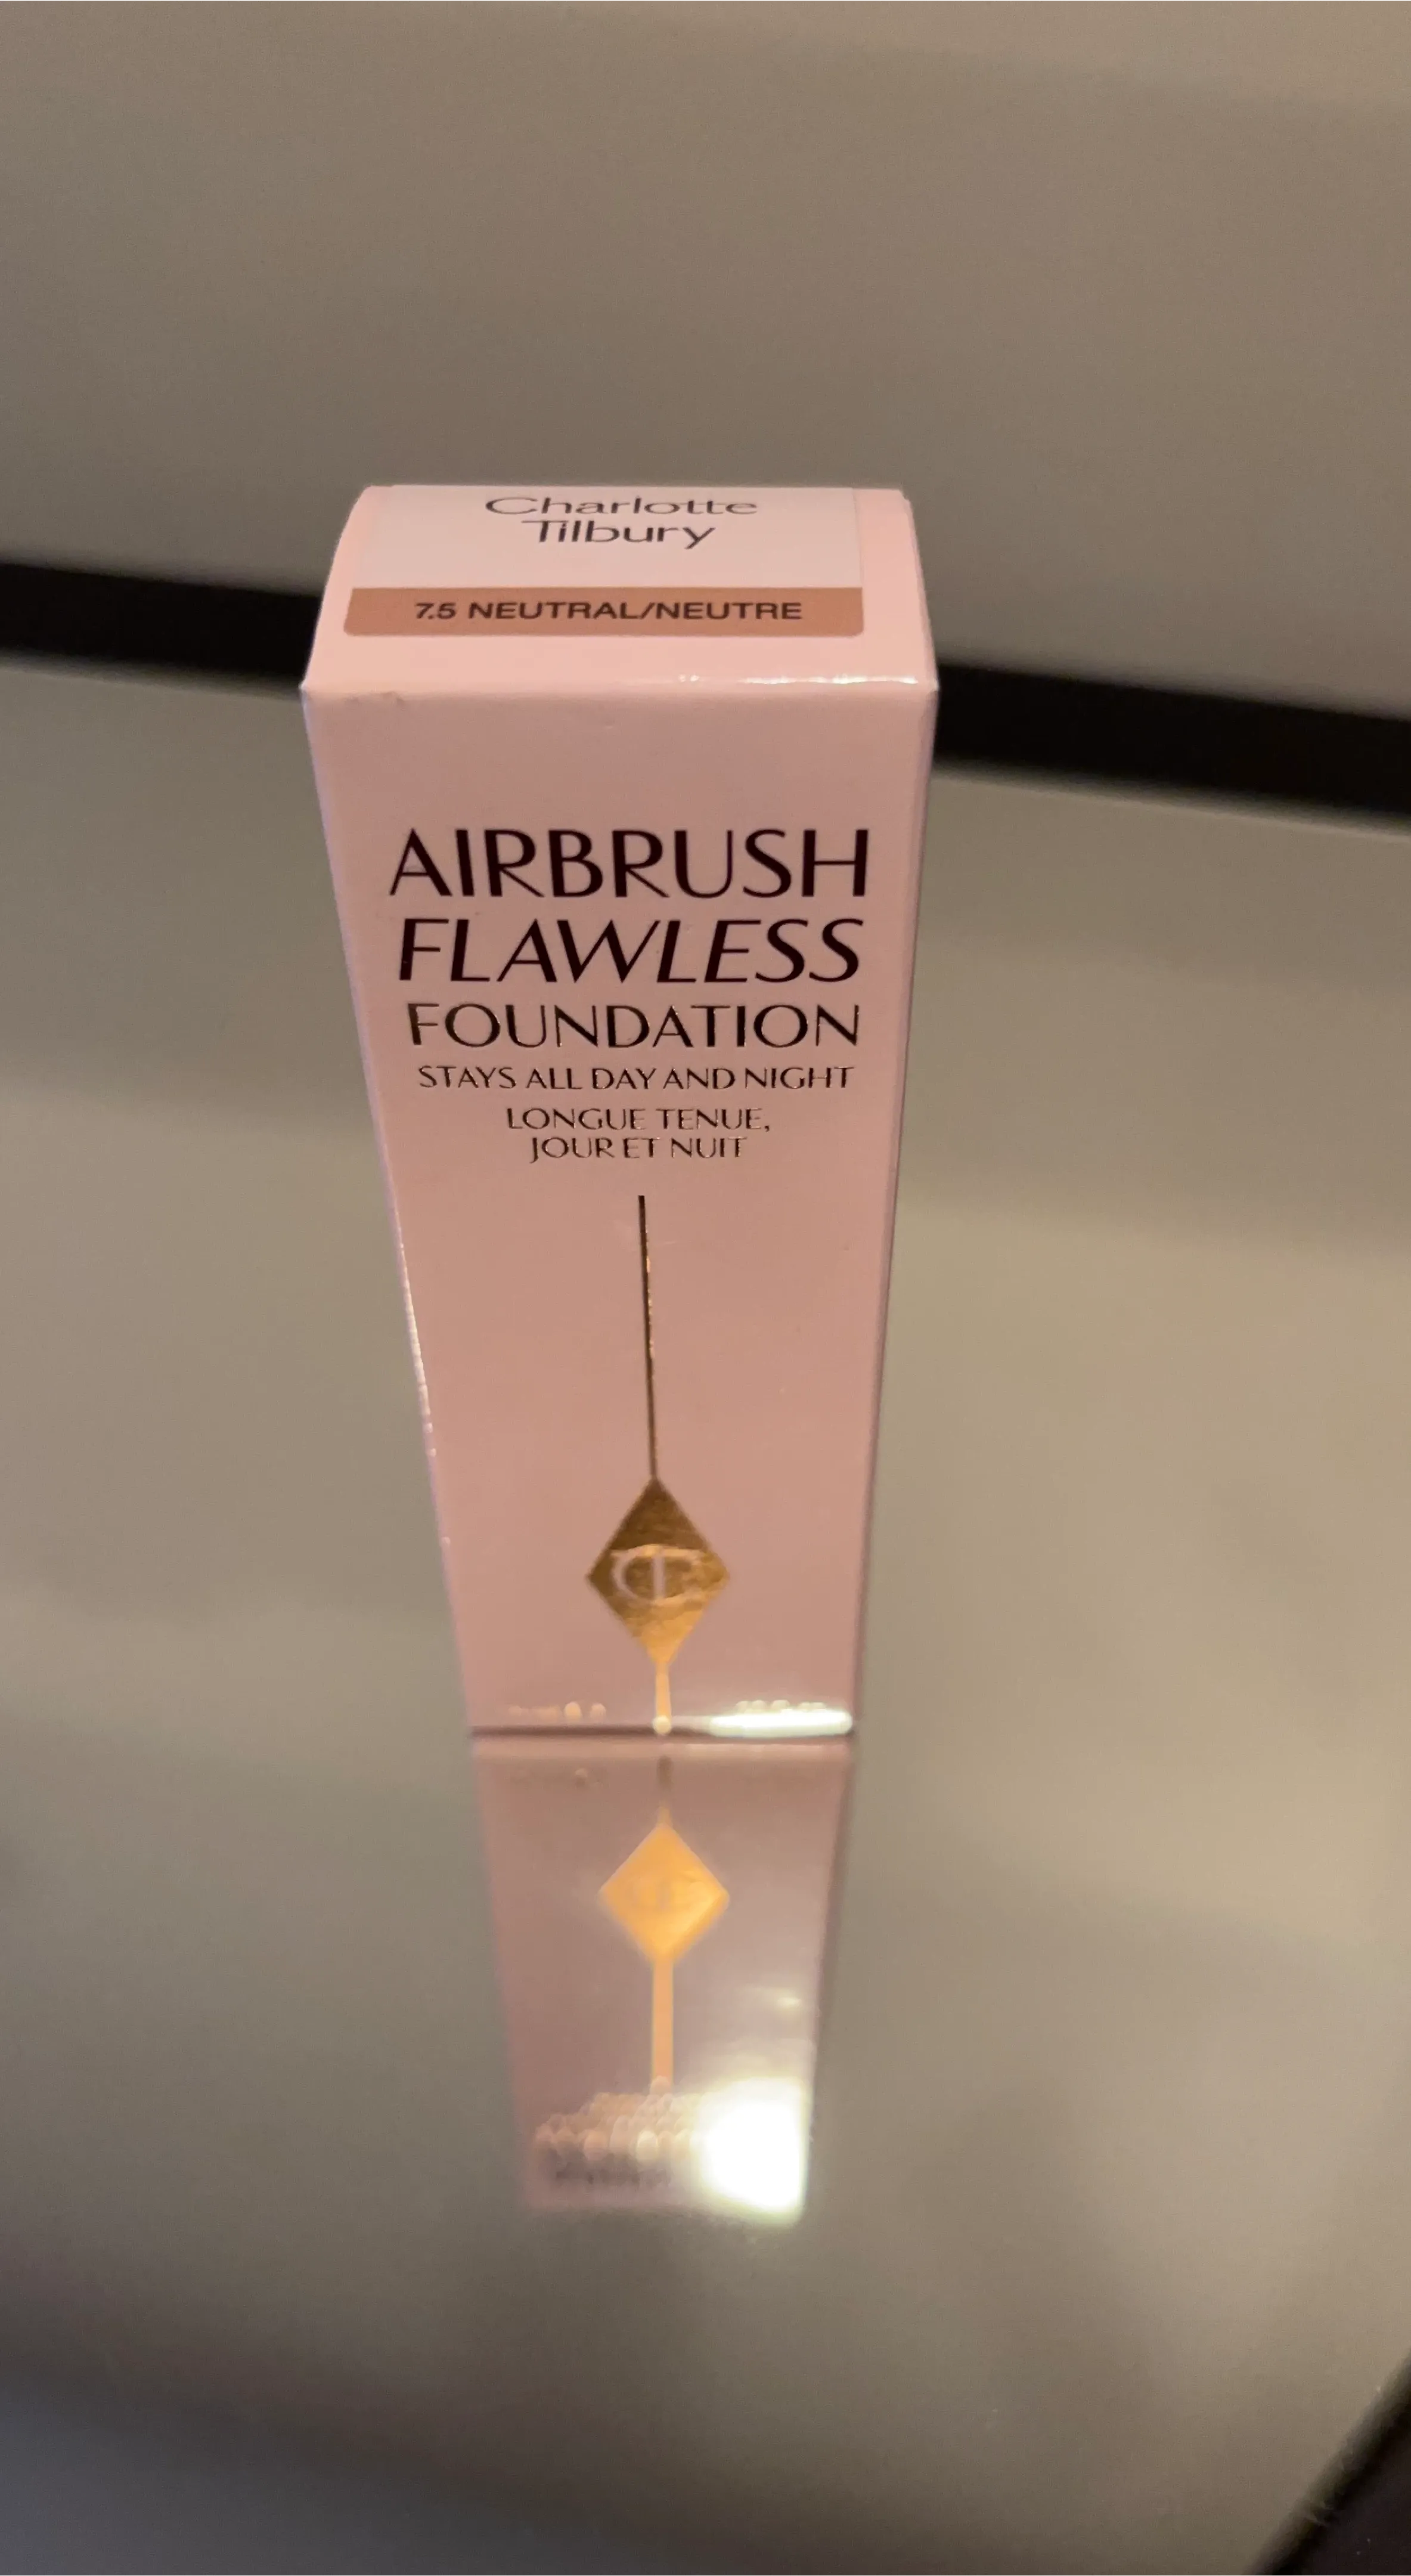 Charlotte
Tilbury
7.5 NEUTRAL/NEUTRE
AIRBRUSH
FLAWLESS
FOUNDATION
STAYS ALL DAY AND NIGHT
LONGUE TENUE,
JOUR ET NUIT